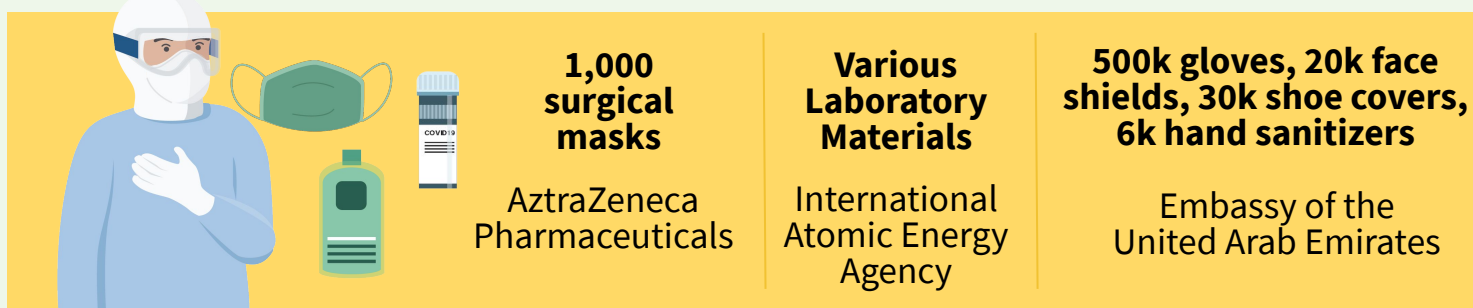 COVID19
1,000
surgical
masks
AztraZeneca
Pharmaceuticals
Various
Laboratory
Materials
International
Atomic Energy
Agency
500k gloves, 20k face
shields, 30k shoe covers,
6k hand sanitizers
Embassy of the
United Arab Emirates